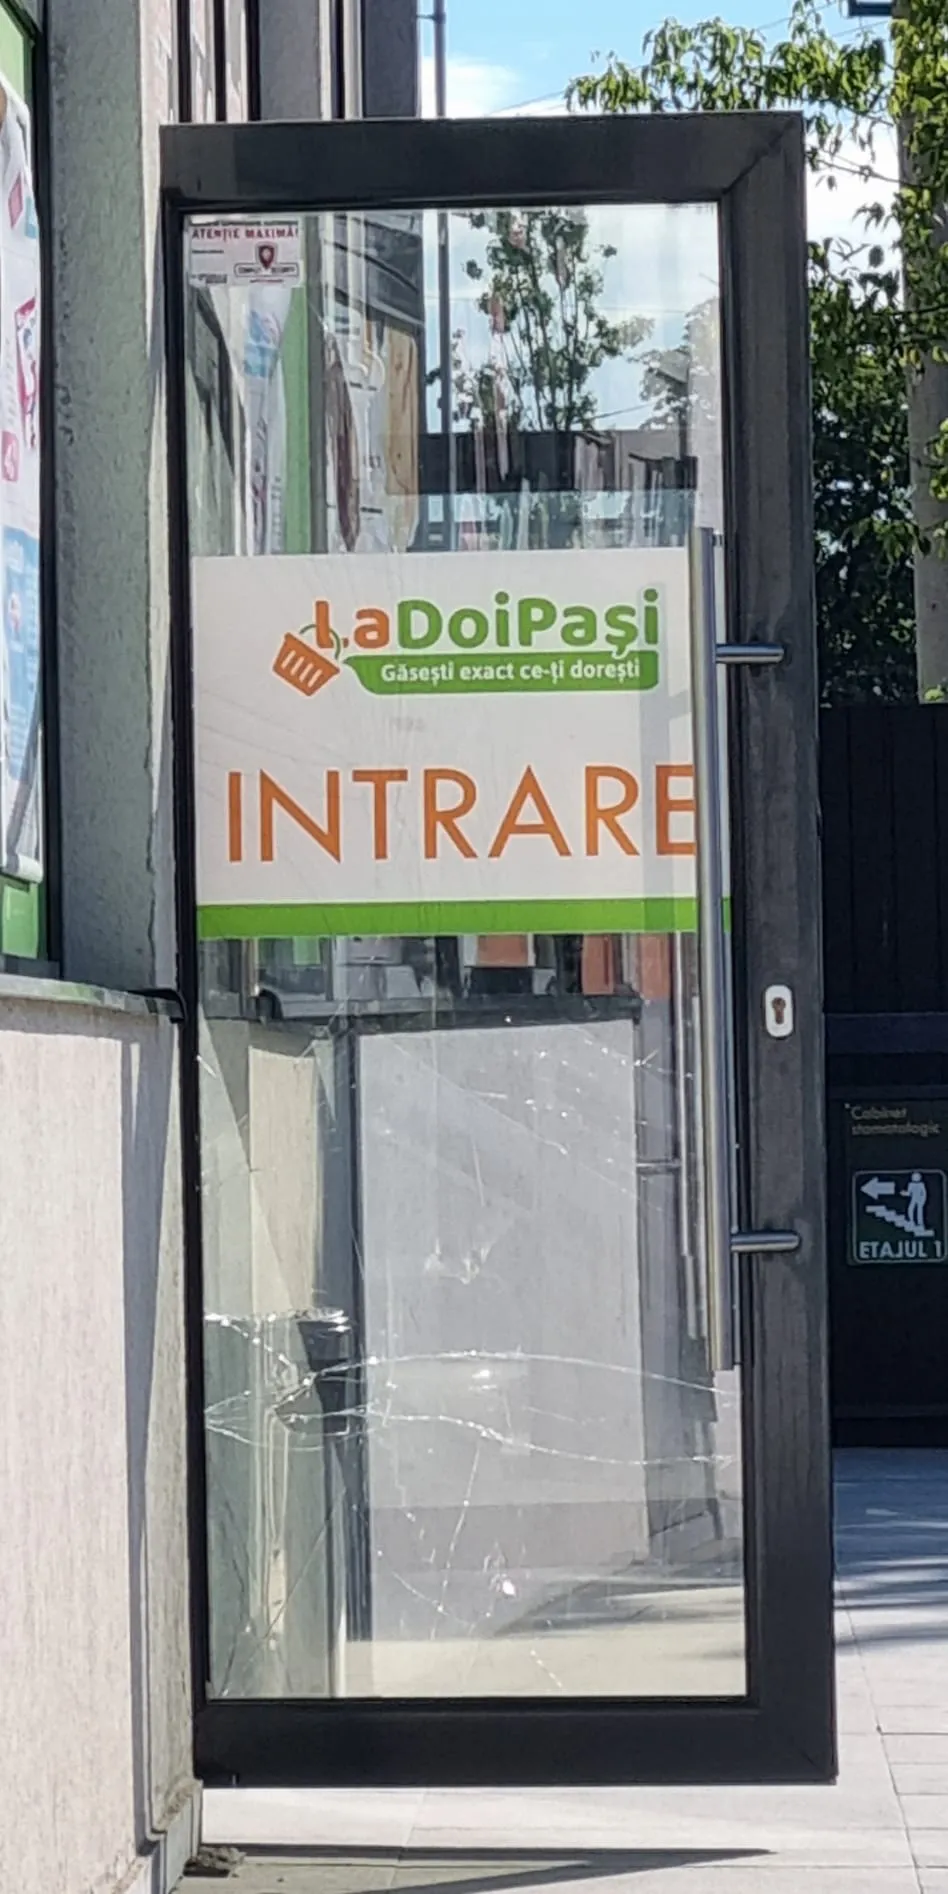 ATENȚIE MAXIMĂ!
LaDoiPași
Găsești exact ce-ți dorești
INTRARE
Cabinet
stomatologic
ETAJUL 1